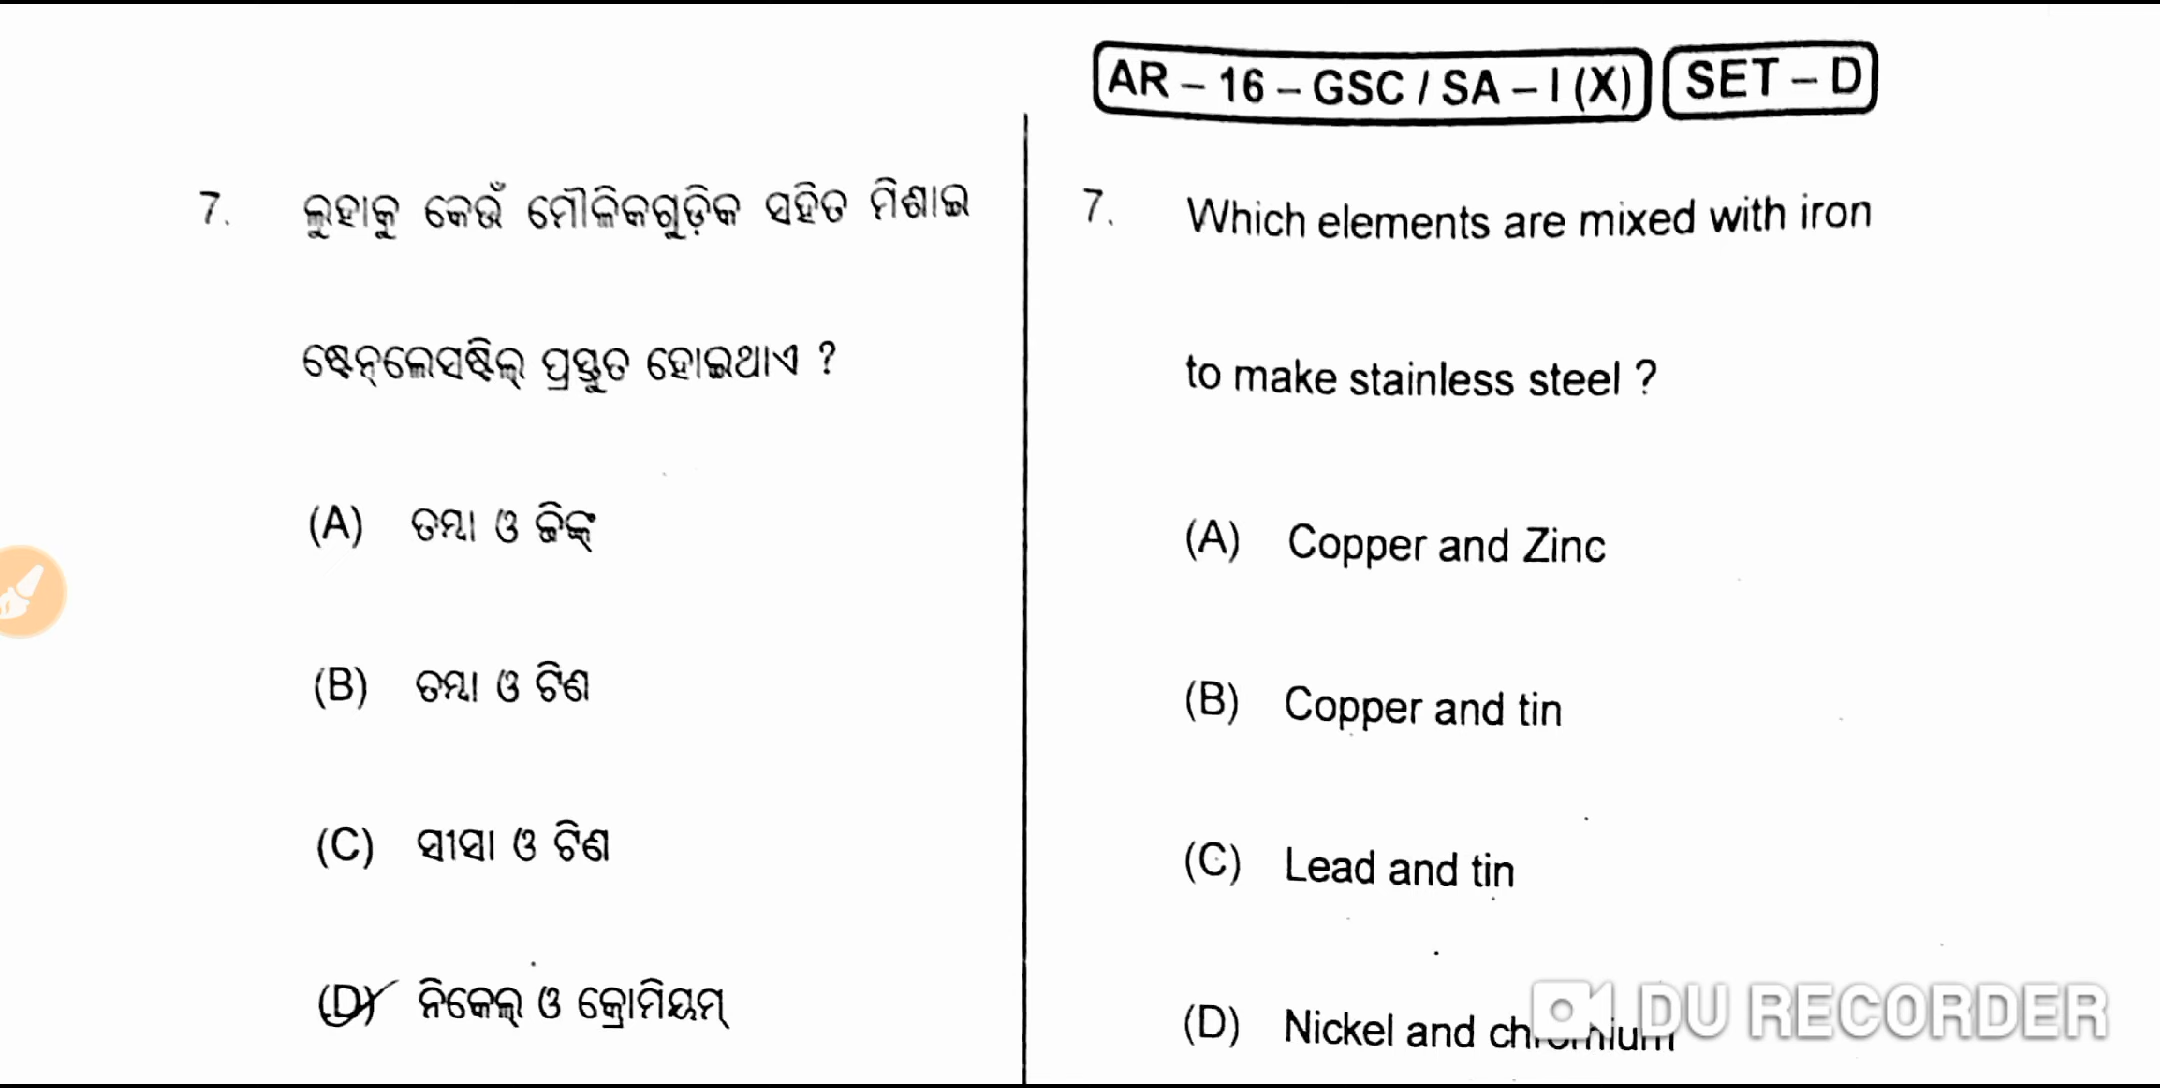 AR – 16 – GSC / SA – I (X) SET – D
7. ଲୁହାକୁ କେଉଁ ମୌଳିକଗୁଡ଼ିକ ସହିତ ମିଶାଇ
ଷ୍ଟେନ୍‌ଲେସଷ୍ଟିଲ୍ ପ୍ରସ୍ତୁତ ହୋଇଥାଏ ?
(A) ତମ୍ବା ଓ ଜିଙ୍କ୍
(B) ତମ୍ବା ଓ ଟିଣ
(C) ସୀସା ଓ ଟିଣ
(D) ନିକେଲ୍ ଓ କ୍ରୋମିୟମ୍
7. Which elements are mixed with iron
to make stainless steel ?
(A) Copper and Zinc
(B) Copper and tin
(C) Lead and tin
(D) Nickel and chromium
DU RECORDER